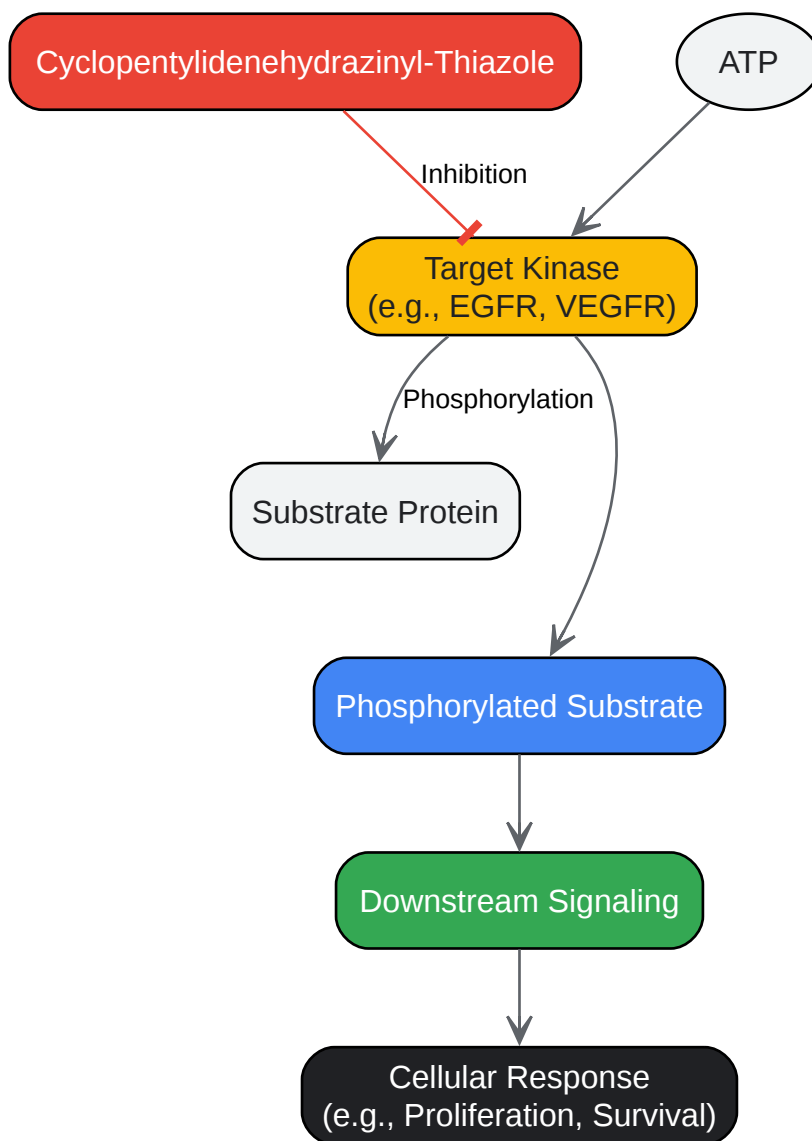 Cyclopentylidenehydrazinyl-Thiazole
ATP
Inhibition
Target Kinase
(e.g., EGFR, VEGFR)
Phosphorylation
Substrate Protein
Phosphorylated Substrate
Downstream Signaling
Cellular Response
(e.g., Proliferation, Survival)